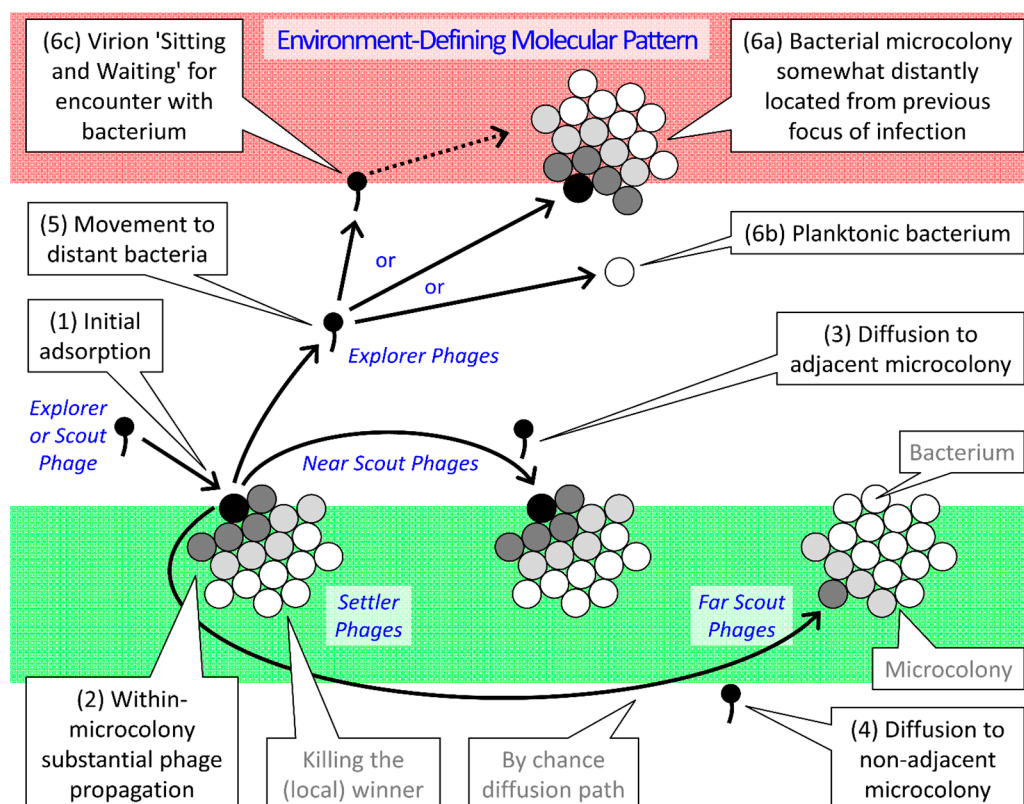 Environment-Defining Molecular Pattern
(6c) Virion 'Sitting
and Waiting' for
encounter with
bacterium
(6a) Bacterial microcolony
somewhat distantly
located from previous
focus of infection
(5) Movement to
distant bacteria
or
or
(6b) Planktonic bacterium
(1) Initial
adsorption
Explorer Phages
(3) Diffusion to
adjacent microcolony
Explorer
or Scout
Phage
Near Scout Phages
Bacterium
Settler
Phages
Far Scout
Phages
Microcolony
(2) Within-
microcolony
substantial phage
propagation
Killing the
(local) winner
By chance
diffusion path
(4) Diffusion to
non-adjacent
microcolony